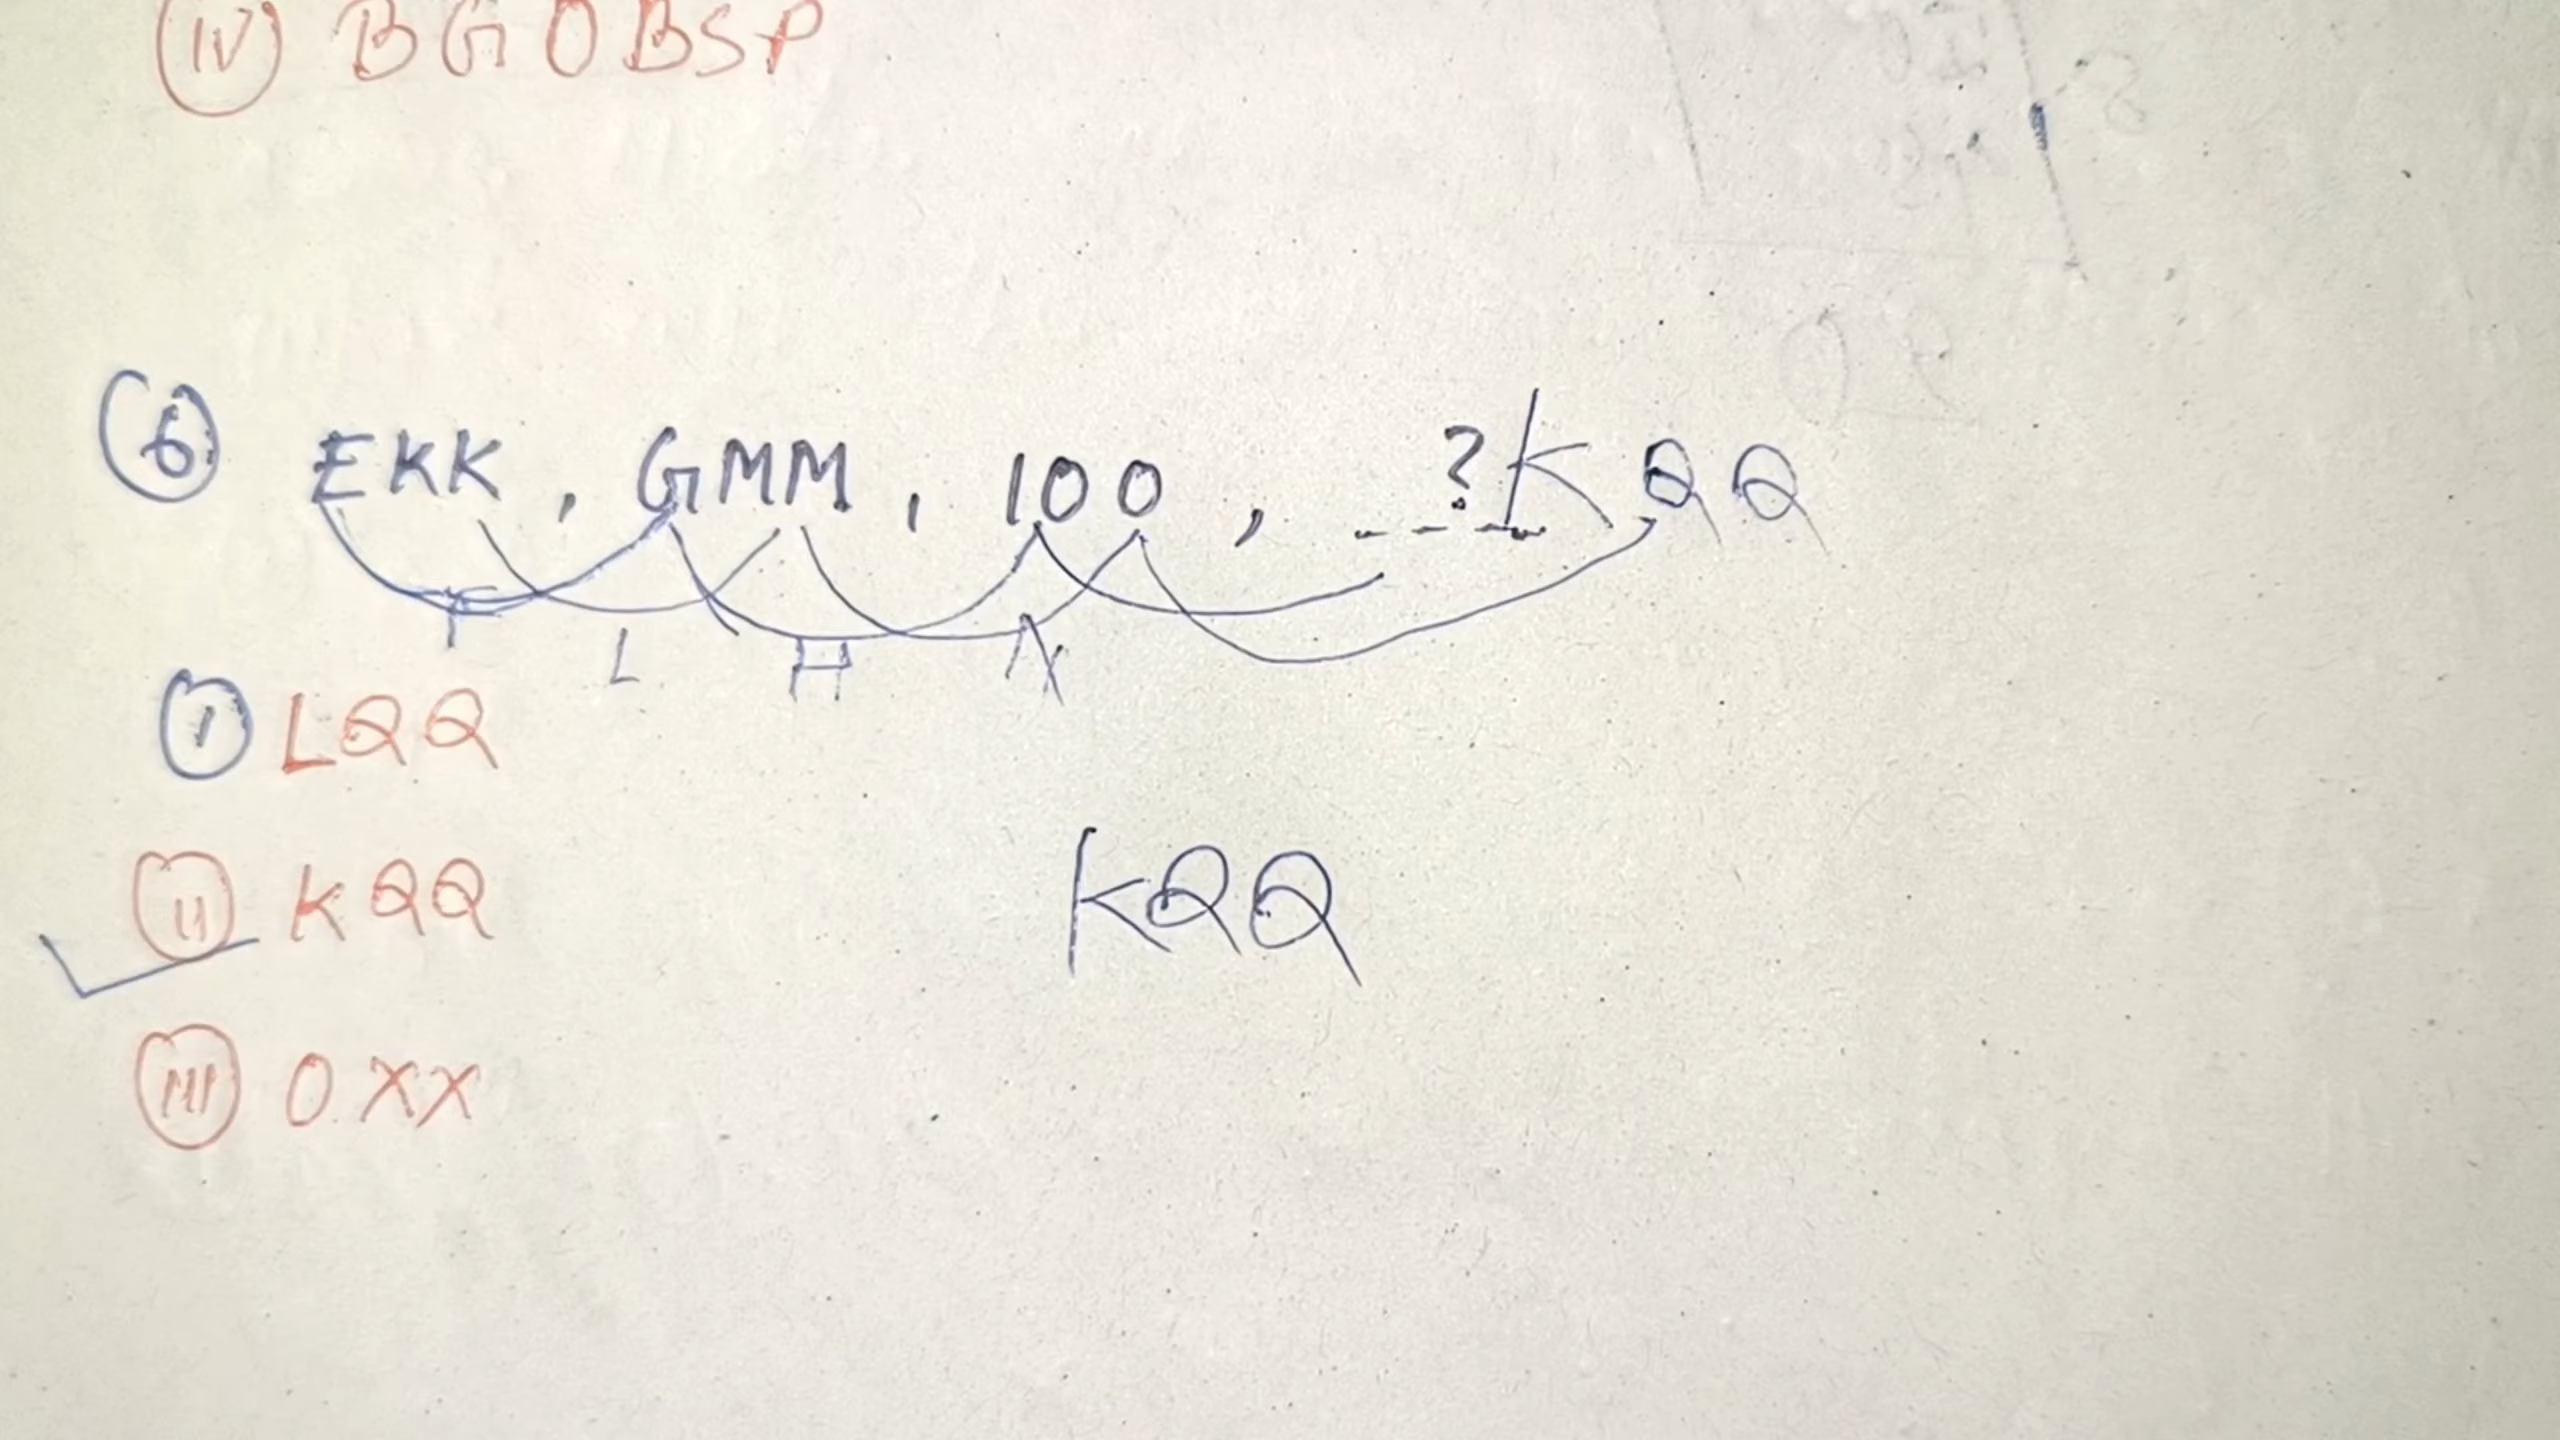 (IV) BGOBSP
(6) EKK, GMM, IOO, ---? KQQ
F L H N
(I) LQQ
(II) KQQ
KQQ
(III) OXX